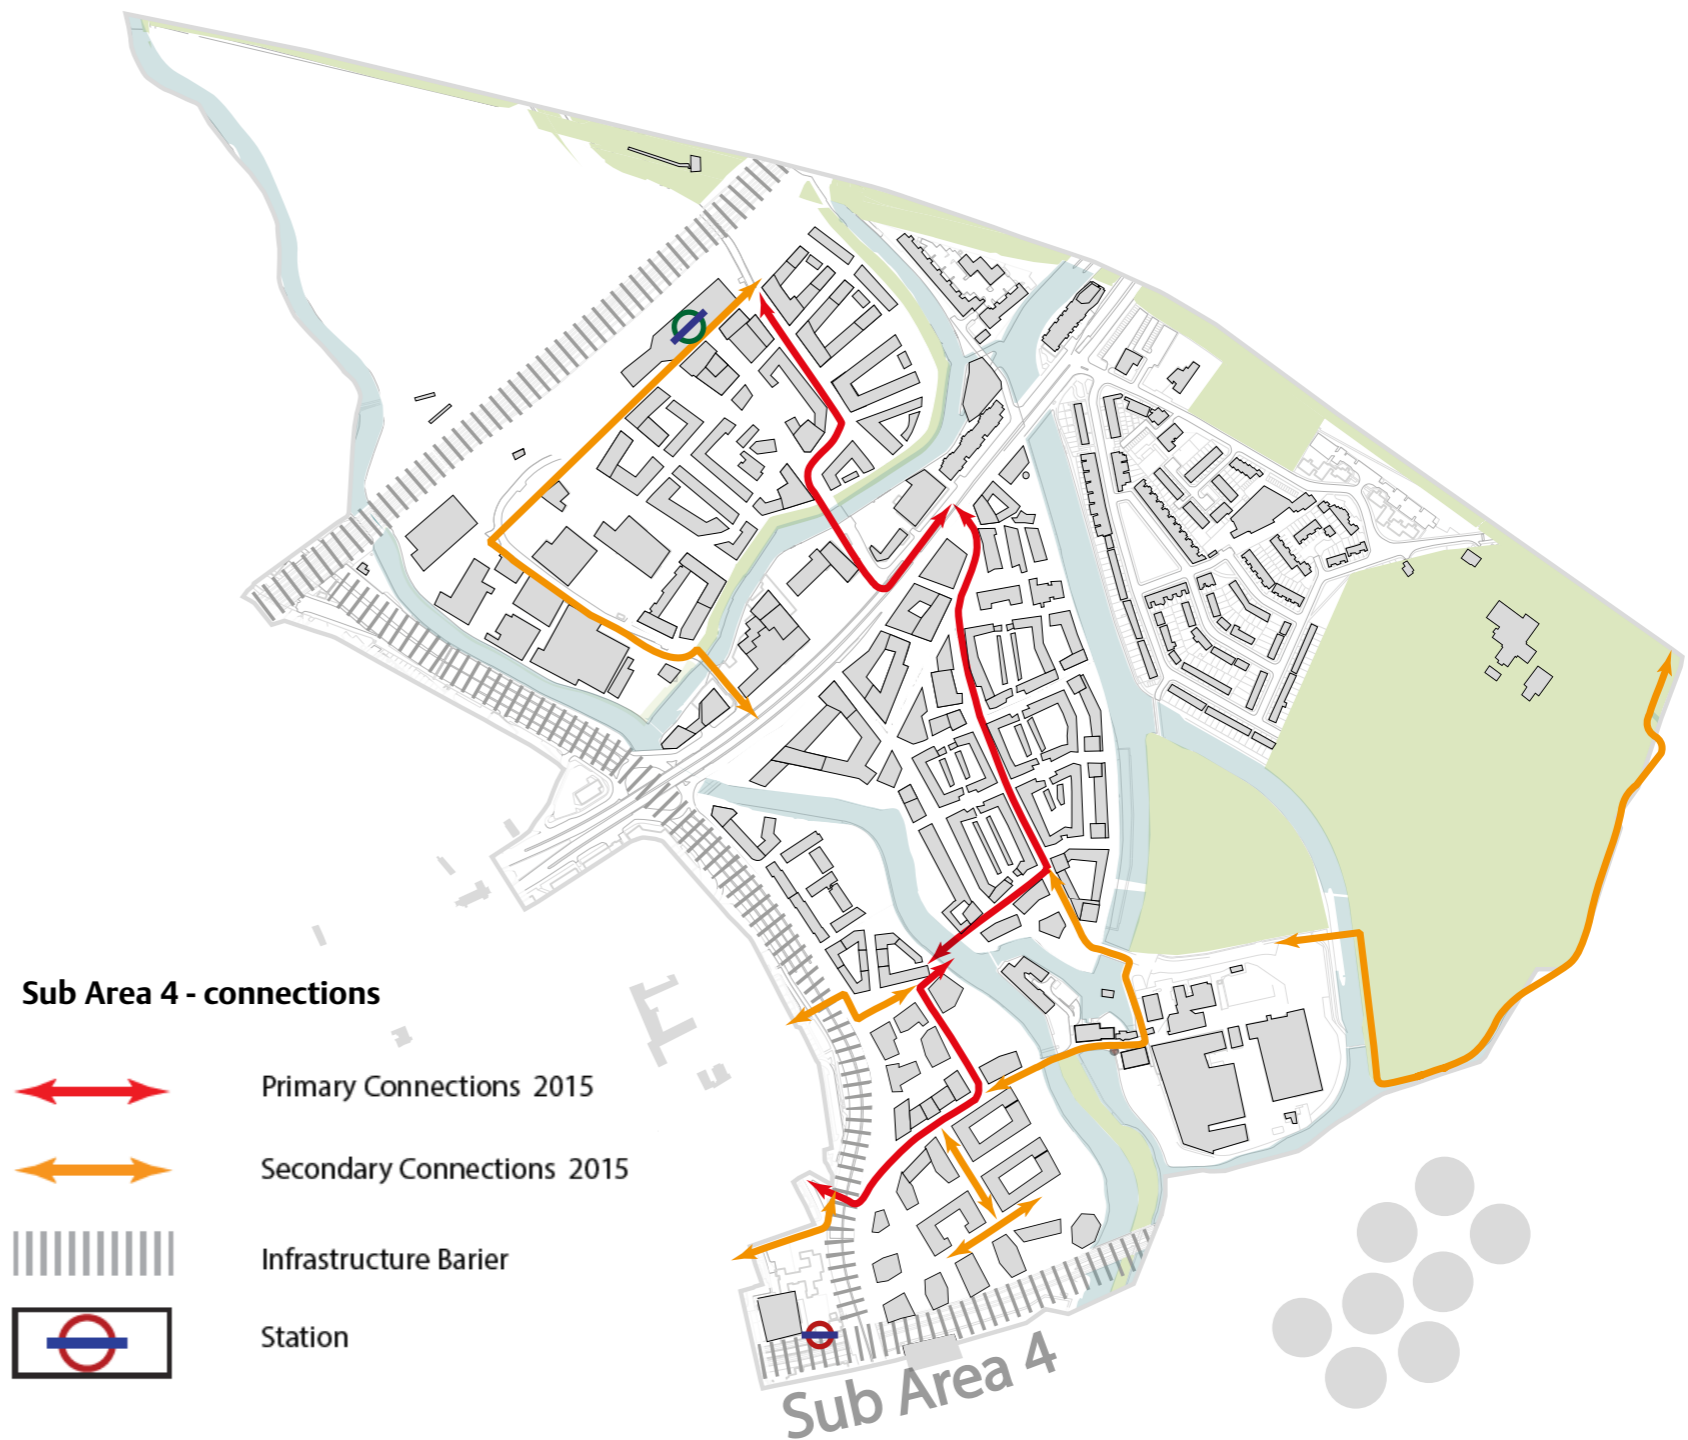 Sub Area 4 - connections
Primary Connections 2015
Secondary Connections 2015
Infrastructure Barier
Station
Sub Area 4